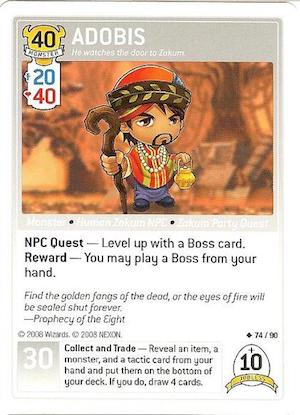 40
MONSTER
ADOBIS
He watches the door to Zakum.
20
40
Monster • Human Zakum NPC • Zakum Party Quest
NPC Quest — Level up with a Boss card.
Reward — You may play a Boss from your
hand.
Find the golden fangs of the dead, or the eyes of fire will
be sealed shut forever.
—Prophecy of the Eight
© 2008 Wizards. © 2008 NEXON.
◆ 74 / 90
30
Collect and Trade — Reveal an item, a
monster, and a tactic card from your
hand and put them on the bottom of
your deck. If you do, draw 4 cards.
10
JOBLESS